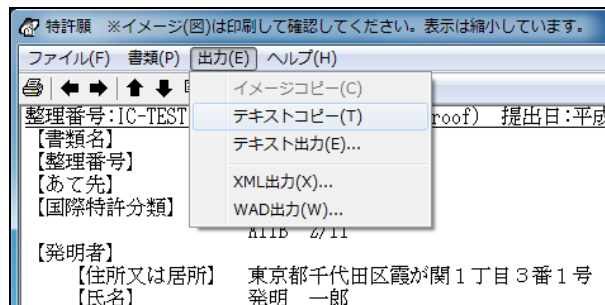 特許願 ※イメージ(図)は印刷して確認してください。表示は縮小しています。
ファイル(F) 書類(P) 出力(E) ヘルプ(H)
イメージコピー(C)
テキストコピー(T)
テキスト出力(E)...
XML出力(X)...
WAD出力(W)...
整理番号:IC-TEST roof) 提出日:平成
【書類名】
【整理番号】
【あて先】
【国際特許分類】
A11B 2/11
【発明者】
【住所又は居所】 東京都千代田区霞が関1丁目3番1号
【氏名】 発明 一郎